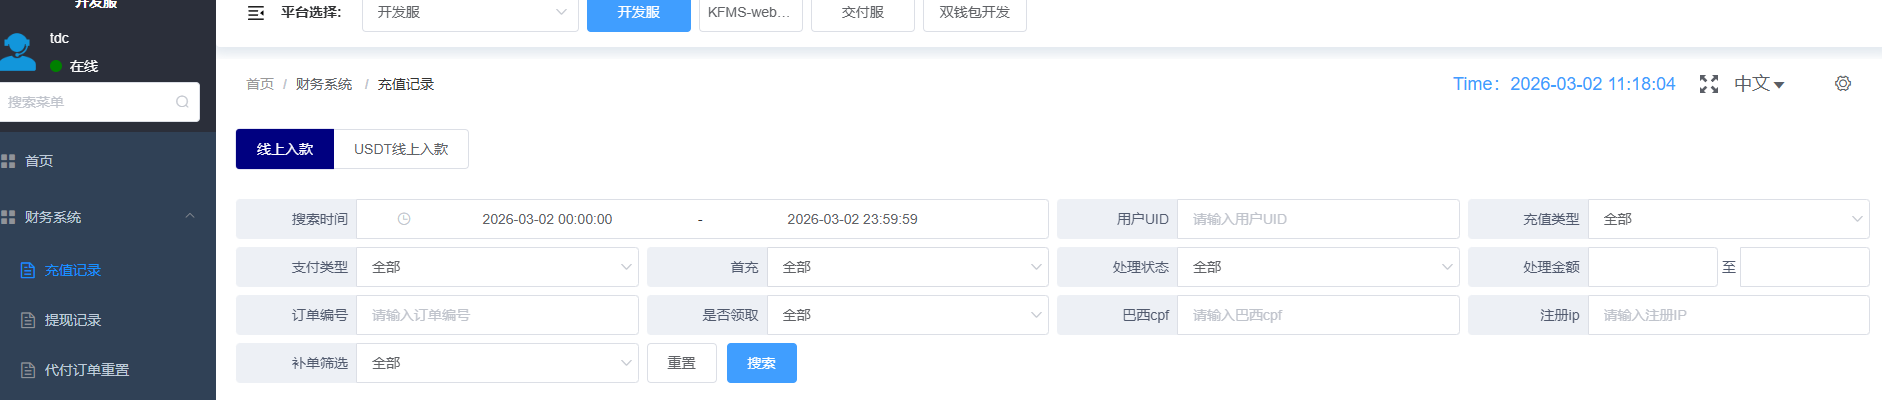 开发服
tdc
在线
搜索菜单
首页
财务系统
充值记录
提现记录
代付订单重置
平台选择: 开发服 开发服 KFMS-web... 交付服 双钱包开发
首页 / 财务系统 / 充值记录 Time：2026-03-02 11:18:04 中文
线上入款 USDT线上入款
搜索时间 2026-03-02 00:00:00 - 2026-03-02 23:59:59 用户UID 请输入用户UID 充值类型 全部
支付类型 全部 首充 全部 处理状态 全部 处理金额 至
订单编号 请输入订单编号 是否领取 全部 巴西cpf 请输入巴西cpf 注册ip 请输入注册IP
补单筛选 全部 重置 搜索